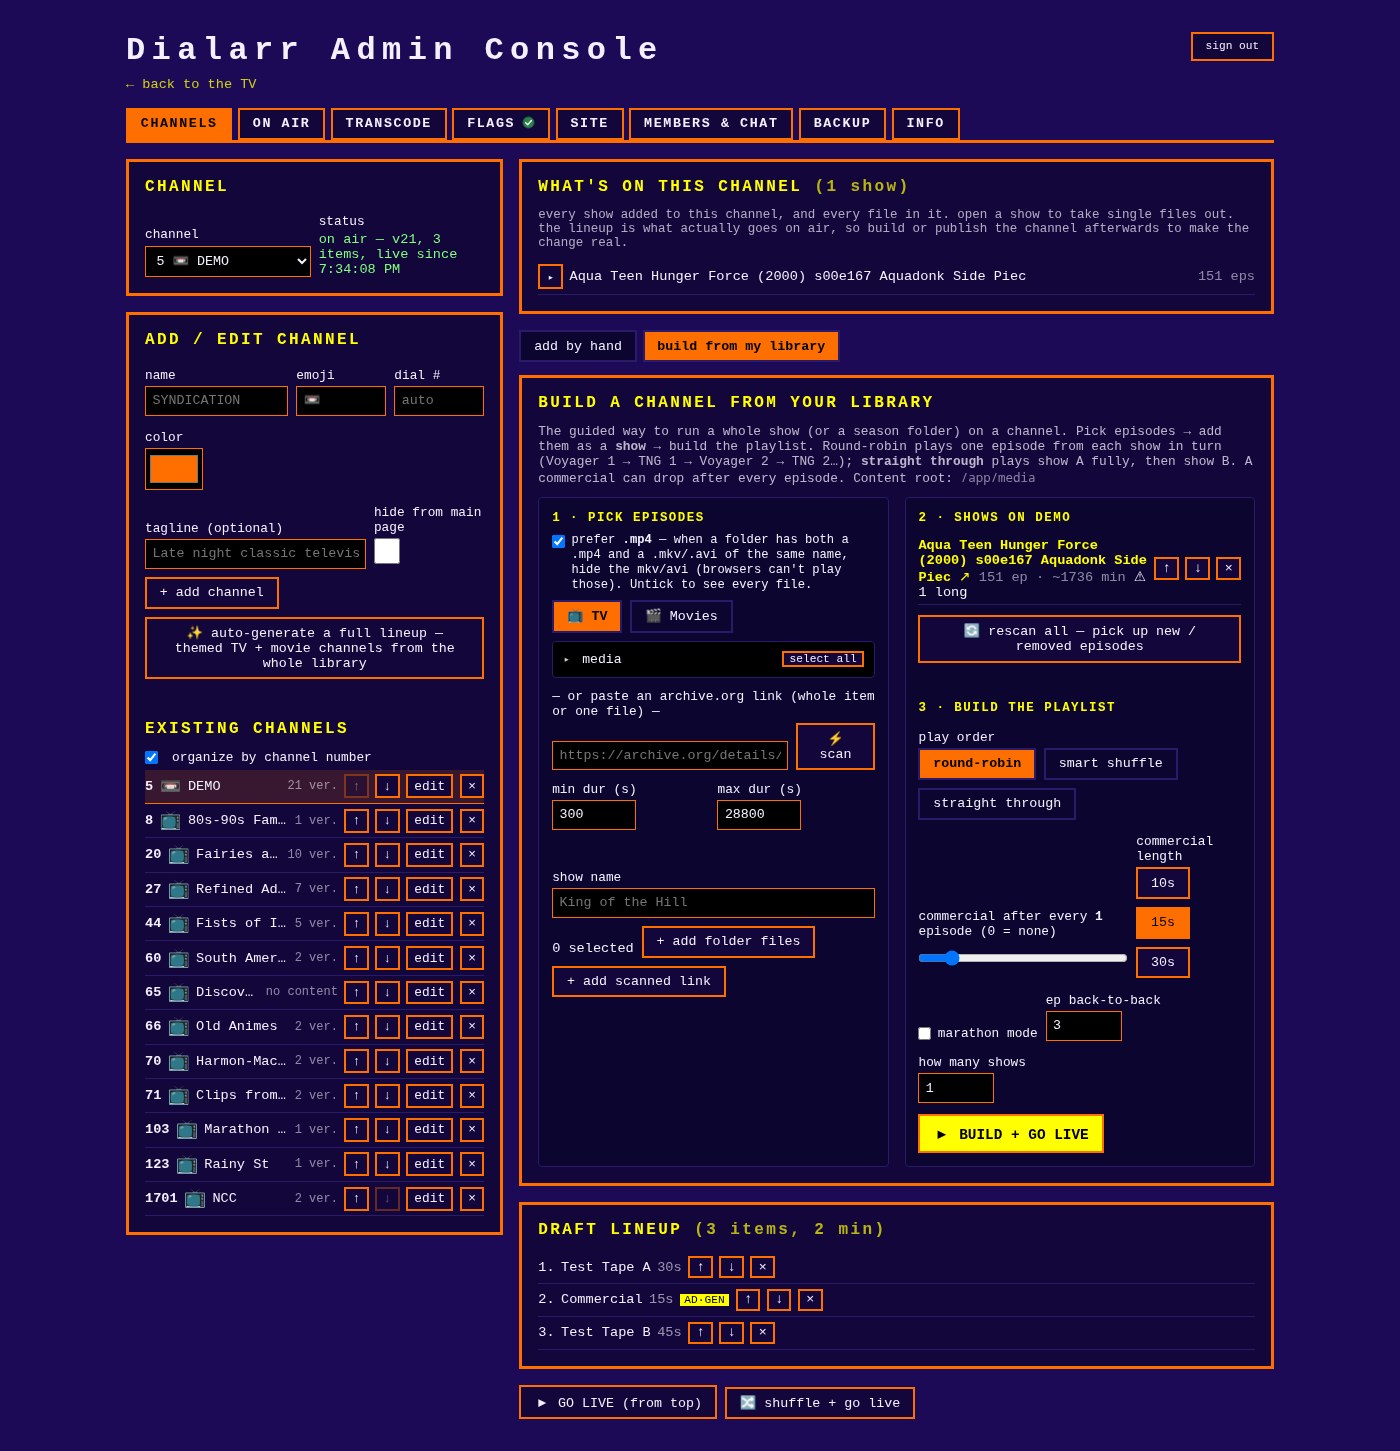 Dialarr Admin Console
sign out
← back to the TV
CHANNELS
ON AIR
TRANSCODE
FLAGS
SITE
MEMBERS & CHAT
BACKUP
INFO
CHANNEL
channel
5 📼 DEMO
status
on air — v21, 3
items, live since
7:34:08 PM
ADD / EDIT CHANNEL
name
emoji
dial #
SYNDICATION
📼
auto
color
tagline (optional)
hide from main
page
Late night classic televis
+ add channel
✨ auto-generate a full lineup —
themed TV + movie channels from the
whole library
EXISTING CHANNELS
organize by channel number
5 📼 DEMO 21 ver. ↑ ↓ edit ×
8 📺 80s-90s Fam… 1 ver. ↑ ↓ edit ×
20 📺 Fairies a… 10 ver. ↑ ↓ edit ×
27 📺 Refined Ad… 7 ver. ↑ ↓ edit ×
44 📺 Fists of I… 5 ver. ↑ ↓ edit ×
60 📺 South Amer… 2 ver. ↑ ↓ edit ×
65 📺 Discov… no content ↑ ↓ edit ×
66 📺 Old Animes 2 ver. ↑ ↓ edit ×
70 📺 Harmon-Mac… 2 ver. ↑ ↓ edit ×
71 📺 Clips from… 2 ver. ↑ ↓ edit ×
103 📺 Marathon … 1 ver. ↑ ↓ edit ×
123 📺 Rainy St 1 ver. ↑ ↓ edit ×
1701 📺 NCC 2 ver. ↑ ↓ edit ×
WHAT'S ON THIS CHANNEL (1 show)
every show added to this channel, and every file in it. open a show to take single files out.
the lineup is what actually goes on air, so build or publish the channel afterwards to make the
change real.
▸ Aqua Teen Hunger Force (2000) s00e167 Aquadonk Side Piec 151 eps
add by hand
build from my library
BUILD A CHANNEL FROM YOUR LIBRARY
The guided way to run a whole show (or a season folder) on a channel. Pick episodes → add
them as a show → build the playlist. Round-robin plays one episode from each show in turn
(Voyager 1 → TNG 1 → Voyager 2 → TNG 2…); straight through plays show A fully, then show B. A
commercial can drop after every episode. Content root: /app/media
1 · PICK EPISODES
prefer .mp4 — when a folder has both a
.mp4 and a .mkv/.avi of the same name,
hide the mkv/avi (browsers can't play
those). Untick to see every file.
📺 TV
🎬 Movies
▸ media select all
— or paste an archive.org link (whole item
or one file) —
https://archive.org/details/
⚡
scan
min dur (s)
max dur (s)
300
28800
show name
King of the Hill
0 selected
+ add folder files
+ add scanned link
2 · SHOWS ON DEMO
Aqua Teen Hunger Force
(2000) s00e167 Aquadonk Side
Piec ↗ 151 ep · ~1736 min ⚠
1 long
↑ ↓ ×
🔄 rescan all — pick up new /
removed episodes
3 · BUILD THE PLAYLIST
play order
round-robin
smart shuffle
straight through
commercial after every 1
episode (0 = none)
commercial
length
10s
15s
30s
marathon mode
ep back-to-back
3
how many shows
1
► BUILD + GO LIVE
DRAFT LINEUP (3 items, 2 min)
1. Test Tape A 30s ↑ ↓ ×
2. Commercial 15s AD·GEN ↑ ↓ ×
3. Test Tape B 45s ↑ ↓ ×
► GO LIVE (from top)
🔀 shuffle + go live